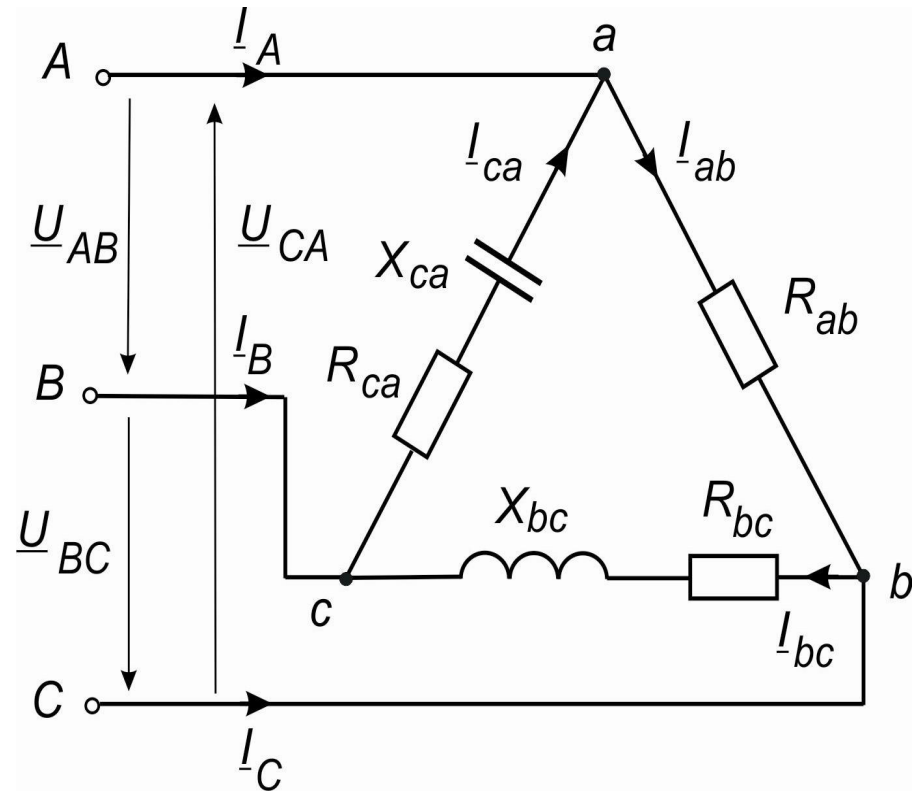 I_A
A
a
I_ca
I_ab
U_AB
U_CA
X_ca
R_ab
I_B
B
R_ca
X_bc
R_bc
U_BC
c
b
I_bc
C
I_C